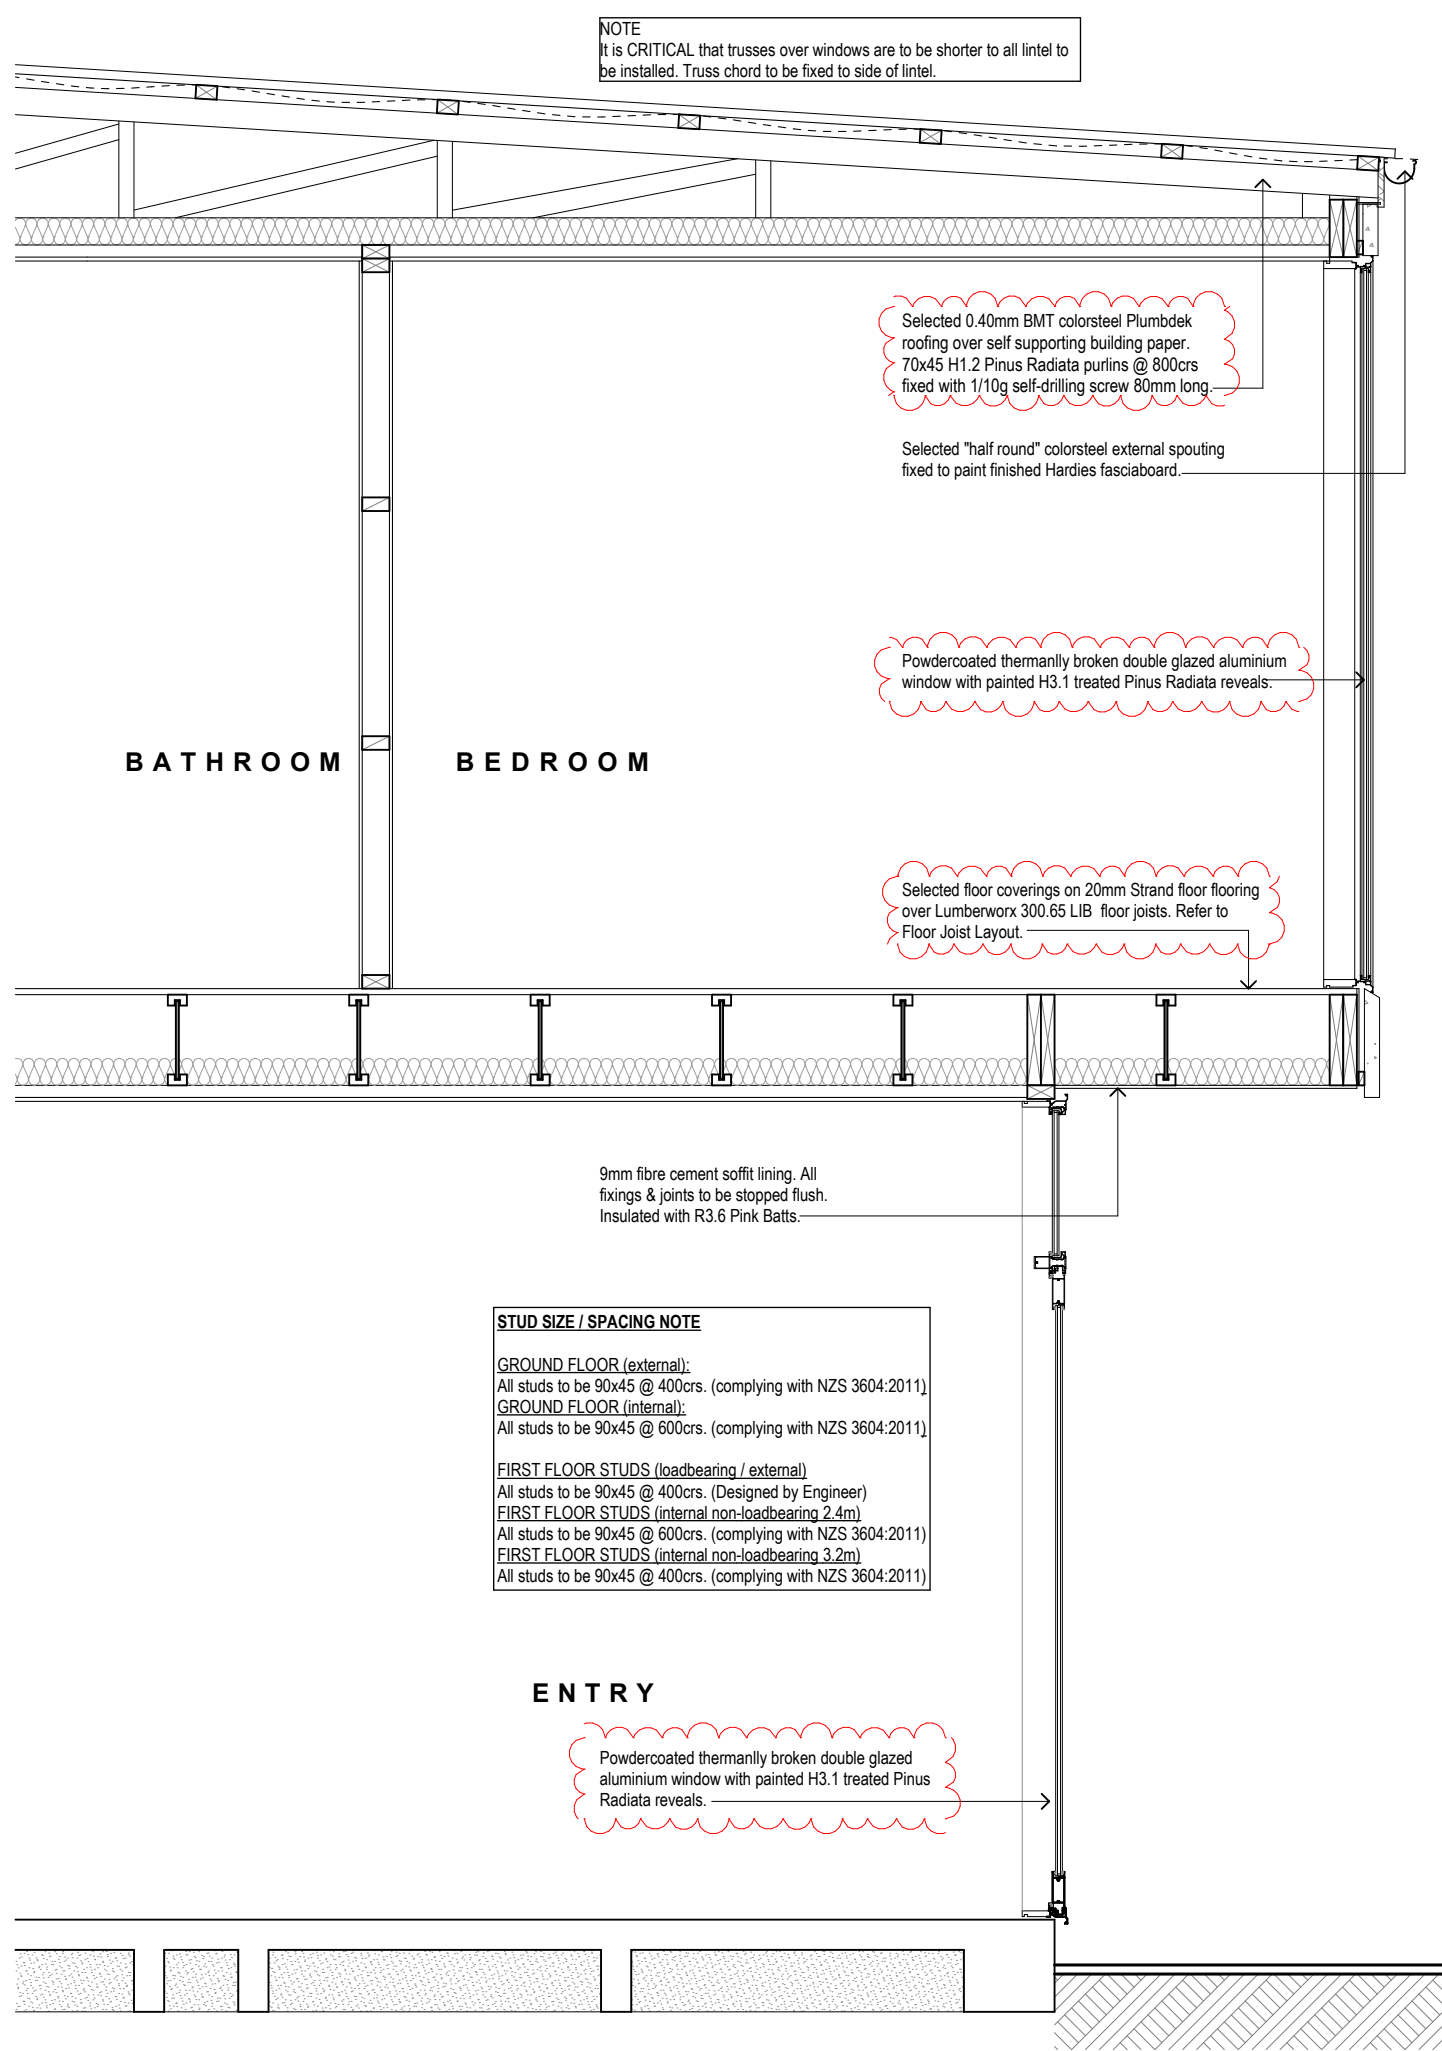 NOTE
It is CRITICAL that trusses over windows are to be shorter to all lintel to
be installed. Truss chord to be fixed to side of lintel.
Selected 0.40mm BMT colorsteel Plumbdek
roofing over self supporting building paper.
70x45 H1.2 Pinus Radiata purlins @ 800crs
fixed with 1/10g self-drilling screw 80mm long.
Selected "half round" colorsteel external spouting
fixed to paint finished Hardies fasciaboard.
Powdercoated thermanlly broken double glazed aluminium
window with painted H3.1 treated Pinus Radiata reveals.
BATHROOM
BEDROOM
Selected floor coverings on 20mm Strand floor flooring
over Lumberworx 300.65 LIB floor joists. Refer to
Floor Joist Layout.
9mm fibre cement soffit lining. All
fixings & joints to be stopped flush.
Insulated with R3.6 Pink Batts.
STUD SIZE / SPACING NOTE
GROUND FLOOR (external):
All studs to be 90x45 @ 400crs. (complying with NZS 3604:2011)
GROUND FLOOR (internal):
All studs to be 90x45 @ 600crs. (complying with NZS 3604:2011)
FIRST FLOOR STUDS (loadbearing / external)
All studs to be 90x45 @ 400crs. (Designed by Engineer)
FIRST FLOOR STUDS (internal non-loadbearing 2.4m)
All studs to be 90x45 @ 600crs. (complying with NZS 3604:2011)
FIRST FLOOR STUDS (internal non-loadbearing 3.2m)
All studs to be 90x45 @ 400crs. (complying with NZS 3604:2011)
ENTRY
Powdercoated thermanlly broken double glazed
aluminium window with painted H3.1 treated Pinus
Radiata reveals.